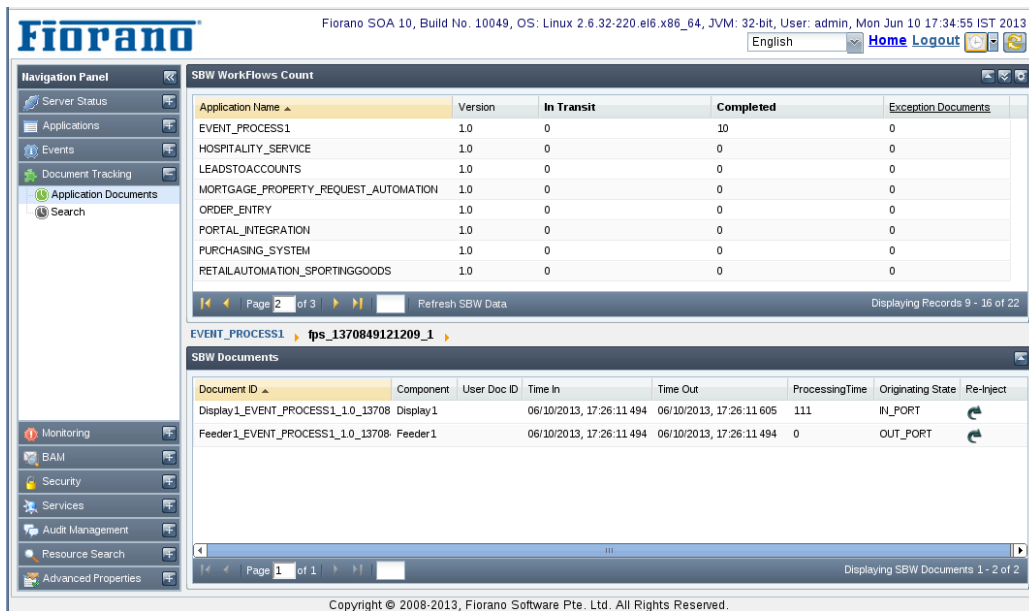 Fiorano
Fiorano SOA 10, Build No. 10049, OS: Linux 2.6.32-220.el6.x86_64, JVM: 32-bit, User: admin, Mon Jun 10 17:34:55 IST 2013
English Home Logout
Navigation Panel
Server Status
Applications
Events
Document Tracking
Application Documents
Search
Monitoring
BAM
Security
Services
Audit Management
Resource Search
Advanced Properties
SBW WorkFlows Count
Application Name Version In Transit Completed Exception Documents
EVENT_PROCESS1 1.0 0 10 0
HOSPITALITY_SERVICE 1.0 0 0 0
LEADSTOACCOUNTS 1.0 0 0 0
MORTGAGE_PROPERTY_REQUEST_AUTOMATION 1.0 0 0 0
ORDER_ENTRY 1.0 0 0 0
PORTAL_INTEGRATION 1.0 0 0 0
PURCHASING_SYSTEM 1.0 0 0 0
RETAILAUTOMATION_SPORTINGGOODS 1.0 0 0 0
Page 2 of 3 Refresh SBW Data Displaying Records 9 - 16 of 22
EVENT_PROCESS1 fps_1370849121209_1
SBW Documents
Document ID Component User Doc ID Time In Time Out ProcessingTime Originating State Re-Inject
Display1_EVENT_PROCESS1_1.0_13708 Display1 06/10/2013, 17:26:11 494 06/10/2013, 17:26:11 605 111 IN_PORT
Feeder1_EVENT_PROCESS1_1.0_13708 Feeder1 06/10/2013, 17:26:11 494 06/10/2013, 17:26:11 494 0 OUT_PORT
Page 1 of 1 Displaying SBW Documents 1 - 2 of 2
Copyright © 2008-2013, Fiorano Software Pte. Ltd. All Rights Reserved.